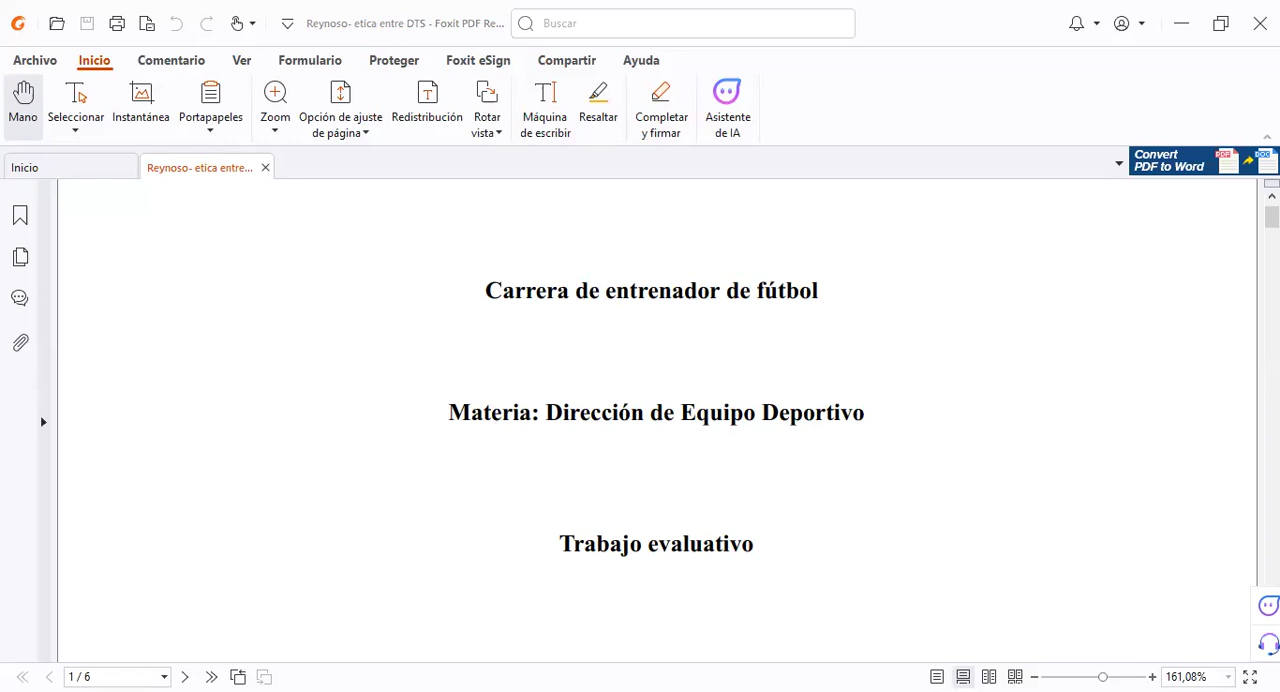 Reynoso- etica entre DTS - Foxit PDF Re...
Buscar
Archivo Inicio Comentario Ver Formulario Proteger Foxit eSign Compartir Ayuda
Mano
Seleccionar
Instantánea
Portapapeles
Zoom
Opción de ajuste
de página
Redistribución
Rotar
vista
Máquina
de escribir
Resaltar
Completar
y firmar
Asistente
de IA
Inicio
Reynoso- etica entre...
Convert
PDF to Word
PDF
DOC
Carrera de entrenador de fútbol
Materia: Dirección de Equipo Deportivo
Trabajo evaluativo
1 / 6
161,08%